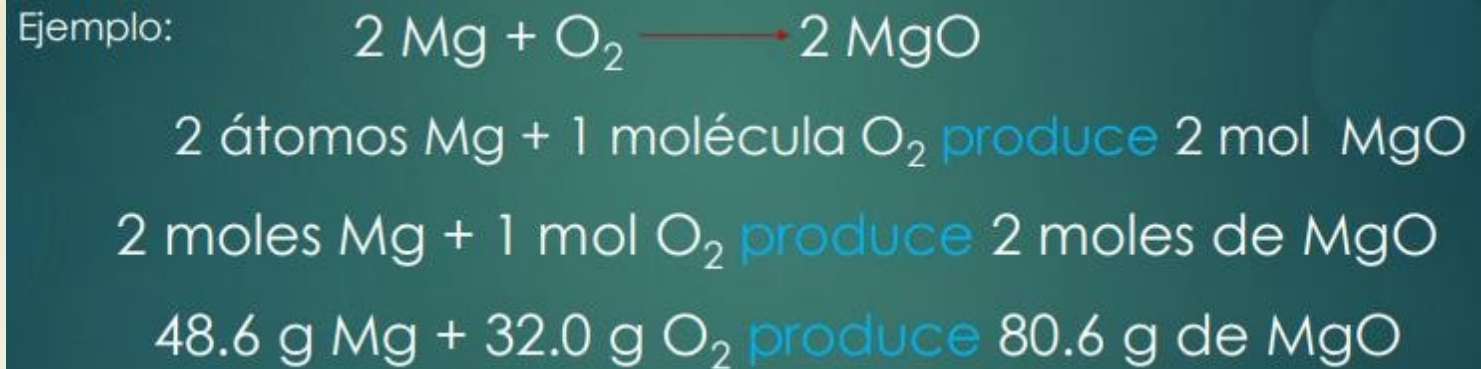 Ejemplo: 2 Mg + O₂ ⟶ 2 MgO
2 átomos Mg + 1 molécula O₂ produce 2 mol MgO
2 moles Mg + 1 mol O₂ produce 2 moles de MgO
48.6 g Mg + 32.0 g O₂ produce 80.6 g de MgO